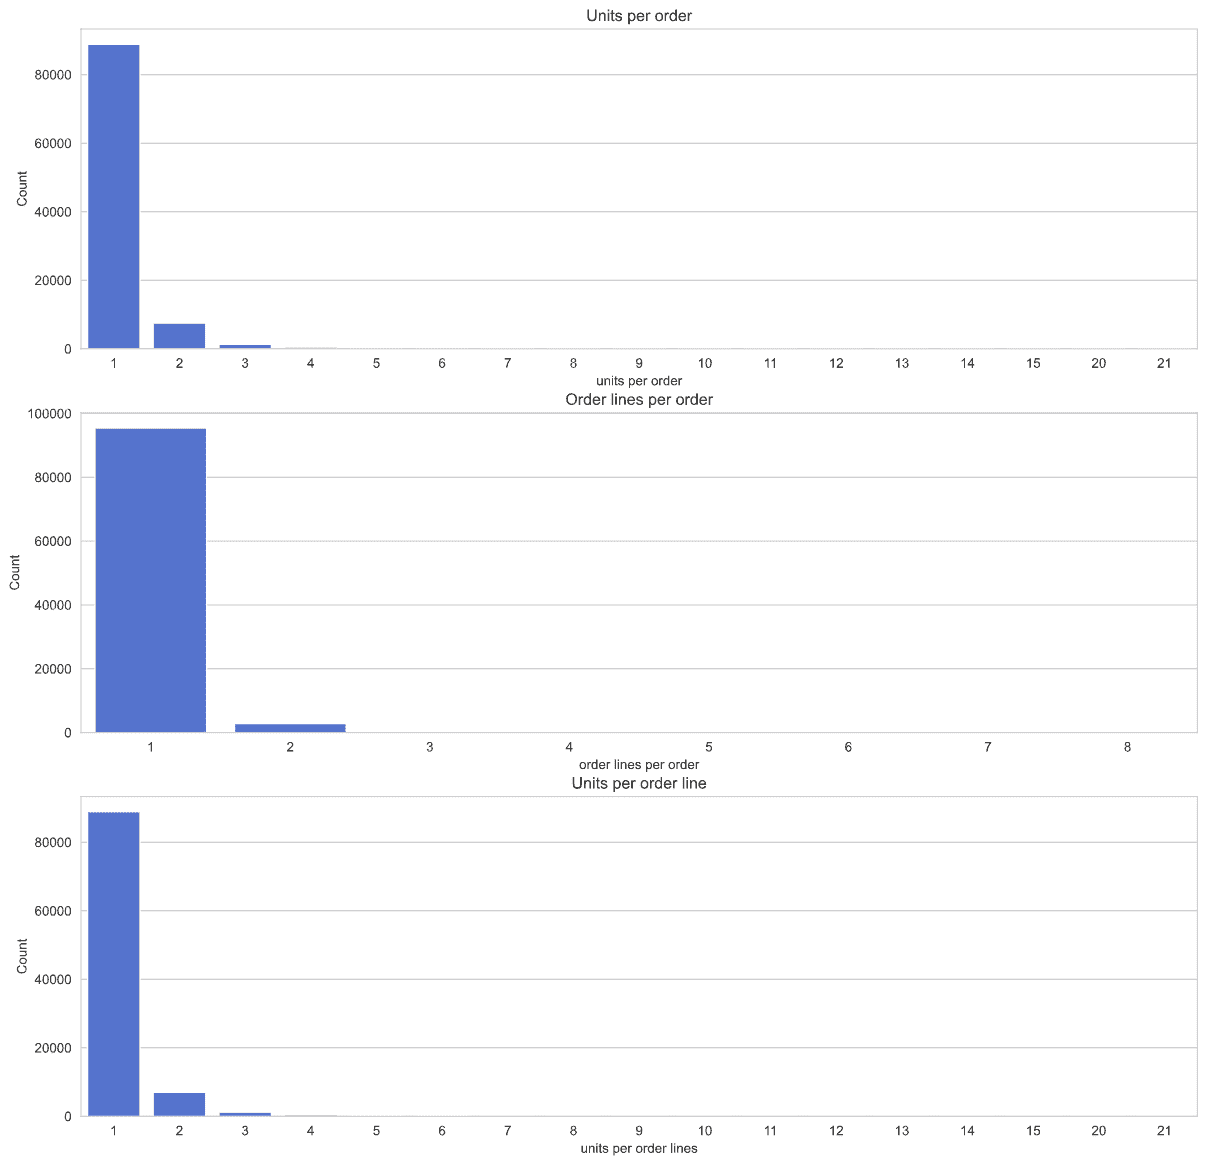 Units per order
80000
60000
40000
20000
0
Count
1 2 3 4 5 6 7 8 9 10 11 12 13 14 15 20 21
units per order
Order lines per order
100000
80000
60000
40000
20000
0
Count
1 2 3 4 5 6 7 8
order lines per order
Units per order line
80000
60000
40000
20000
0
Count
1 2 3 4 5 6 7 8 9 10 11 12 13 14 15 20 21
units per order lines